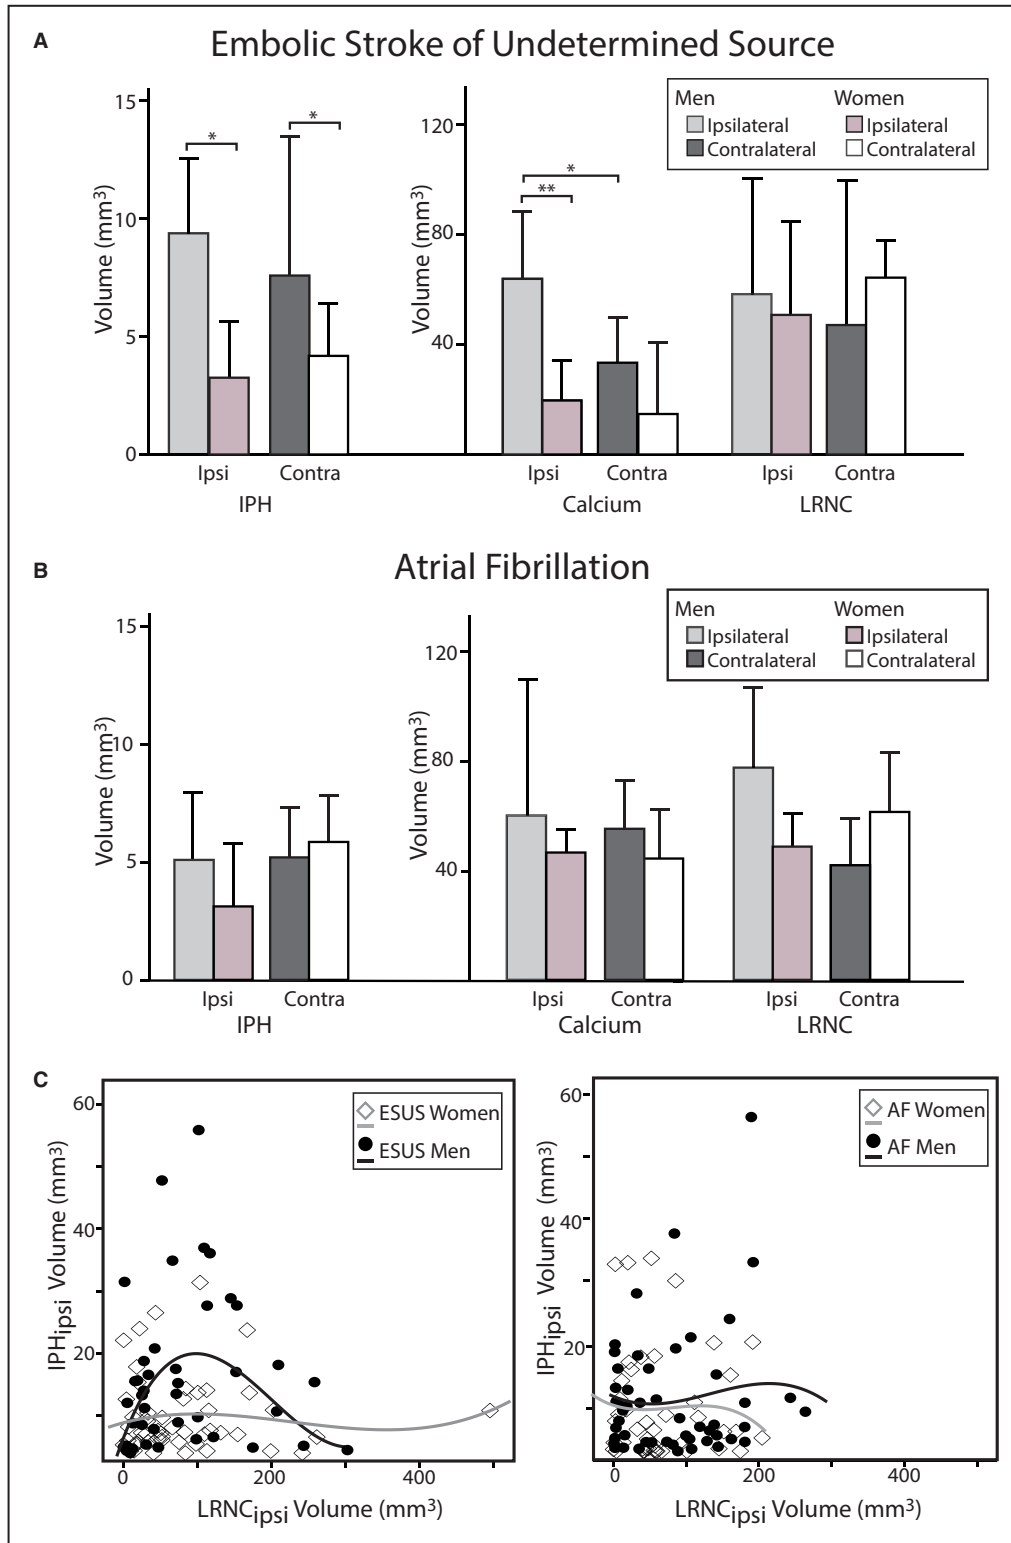 A
Embolic Stroke of Undetermined Source
Men Women
Ipsilateral Ipsilateral
Contralateral Contralateral
Volume (mm³)
15
10
5
0
*
*
Ipsi Contra
IPH
Volume (mm³)
120
80
40
*
**
Ipsi Contra Ipsi Contra
Calcium LRNC
B
Atrial Fibrillation
Men Women
Ipsilateral Ipsilateral
Contralateral Contralateral
Volume (mm³)
15
10
5
0
Ipsi Contra
IPH
Volume (mm³)
120
80
40
Ipsi Contra Ipsi Contra
Calcium LRNC
C
IPHipsi Volume (mm³)
60
40
20
ESUS Women
ESUS Men
0 200 400
LRNCipsi Volume (mm³)
IPHipsi Volume (mm³)
60
40
20
AF Women
AF Men
0 200 400
LRNCipsi Volume (mm³)